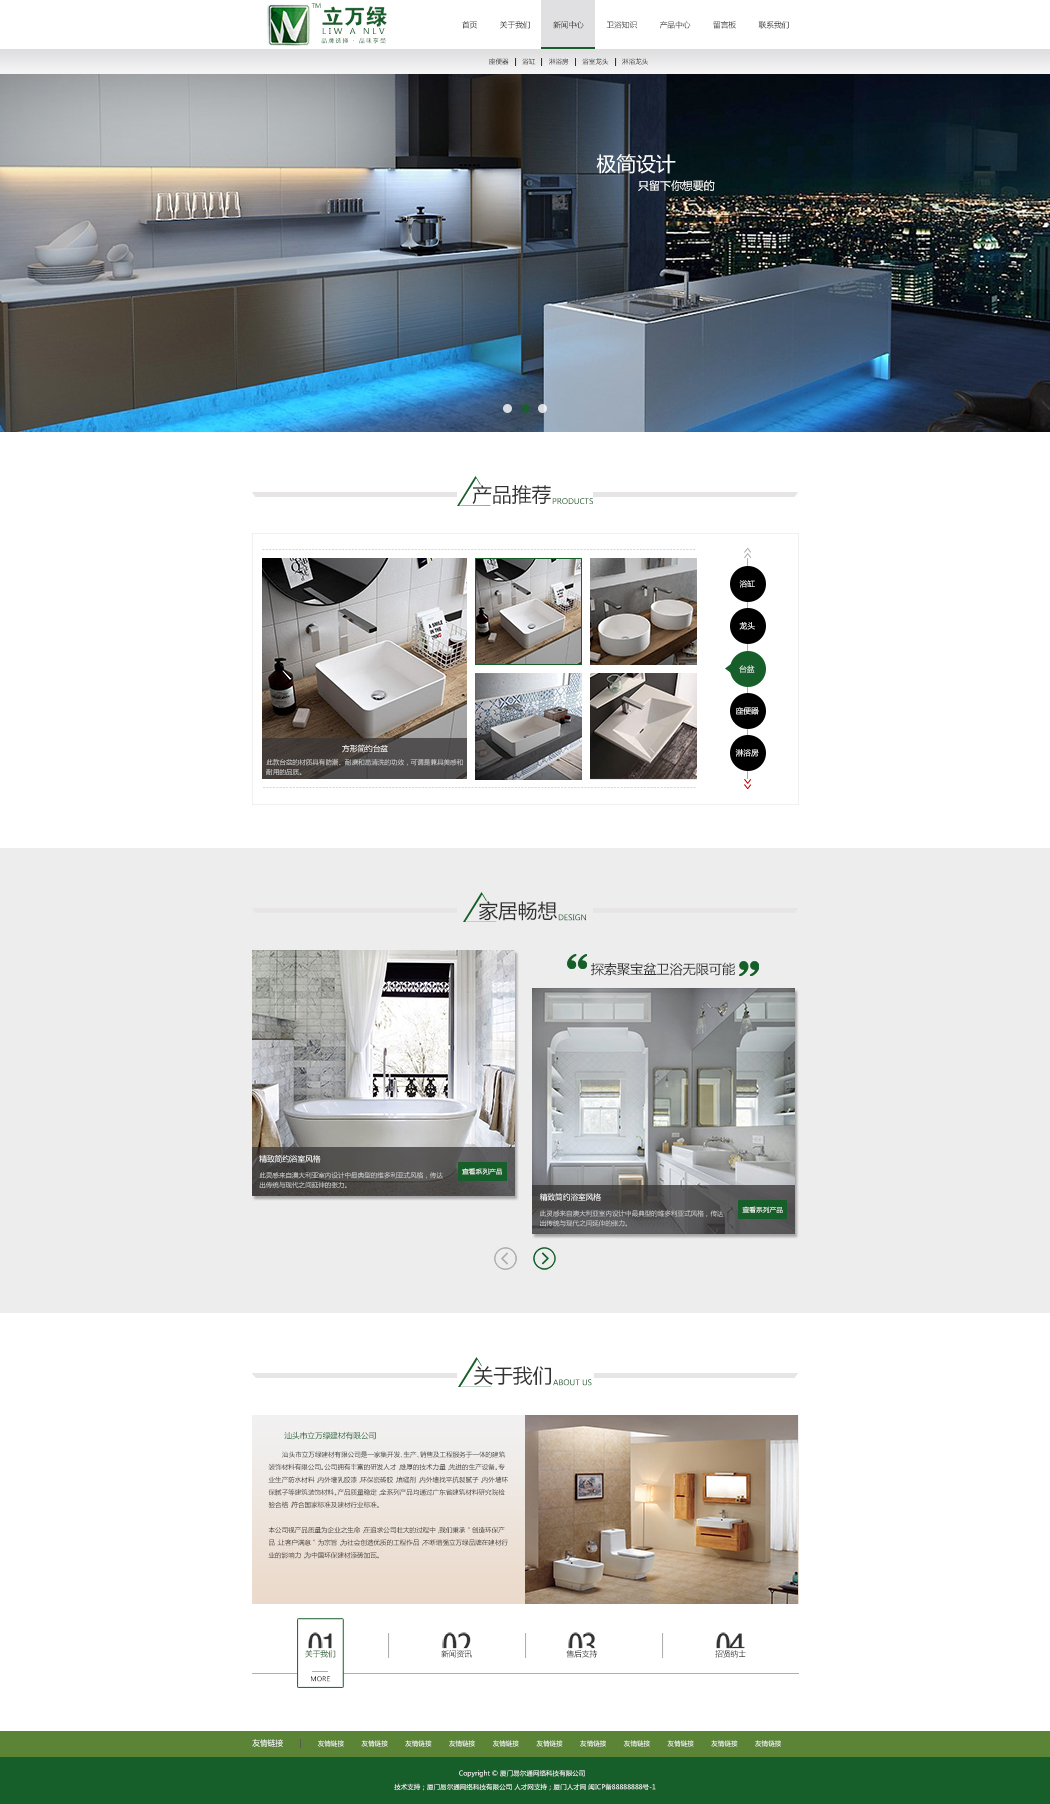 TM
立万绿
LIWANLV
品牌选择·品味享受
首页 关于我们 新闻中心 卫浴知识 产品中心 留言板 联系我们
座便器 浴缸 淋浴房 浴室龙头 淋浴龙头
极简设计
只留下你想要的
产品推荐 PRODUCTS
A SMILE
IN THE
浴缸
龙头
台盆
座便器
淋浴房
方形简约台盆
此款台盆的材质具有防潮、耐磨和易清洗的功效，可谓是兼具美感和
耐用的品质。
家居畅想 DESIGN
“ 探索聚宝盆卫浴无限可能 ”
精致简约浴室风格
此灵感来自澳大利亚室内设计中最典型的维多利亚式风格，传达
出传统与现代之间延伸的张力。
查看系列产品
精致简约浴室风格
此灵感来自澳大利亚室内设计中最典型的维多利亚式风格，传达
出传统与现代之间延伸的张力。
查看系列产品
关于我们 ABOUT US
汕头市立万绿建材有限公司
汕头市立万绿建材有限公司是一家集开发、生产、销售及工程服务于一体的建筑
装饰材料有限公司。公司拥有丰富的研发人才，雄厚的技术力量，先进的生产设备。专
业生产防水材料，内外墙乳胶漆，环保瓷砖胶，填缝剂，内外墙找平抗裂腻子，内外墙环
保腻子等建筑装饰材料。产品质量稳定，全系列产品均通过广东省建筑材料研究院检
验合格，符合国家标准及建材行业标准。
本公司视产品质量为企业之生命，在追求公司壮大的过程中，我们秉承“创造环保产
品，让客户满意”为宗旨，为社会创造优质的工程作品，不断增强立万绿品牌在建材行
业的影响力，为中国环保建材添砖加瓦。
01 02 03 04
关于我们 新闻资讯 售后支持 招贤纳士
MORE
友情链接 | 友情链接 友情链接 友情链接 友情链接 友情链接 友情链接 友情链接 友情链接 友情链接 友情链接 友情链接
Copyright © 厦门易尔通网络科技有限公司
技术支持；厦门易尔通网络科技有限公司 人才网支持；厦门人才网 闽ICP备88888888号-1